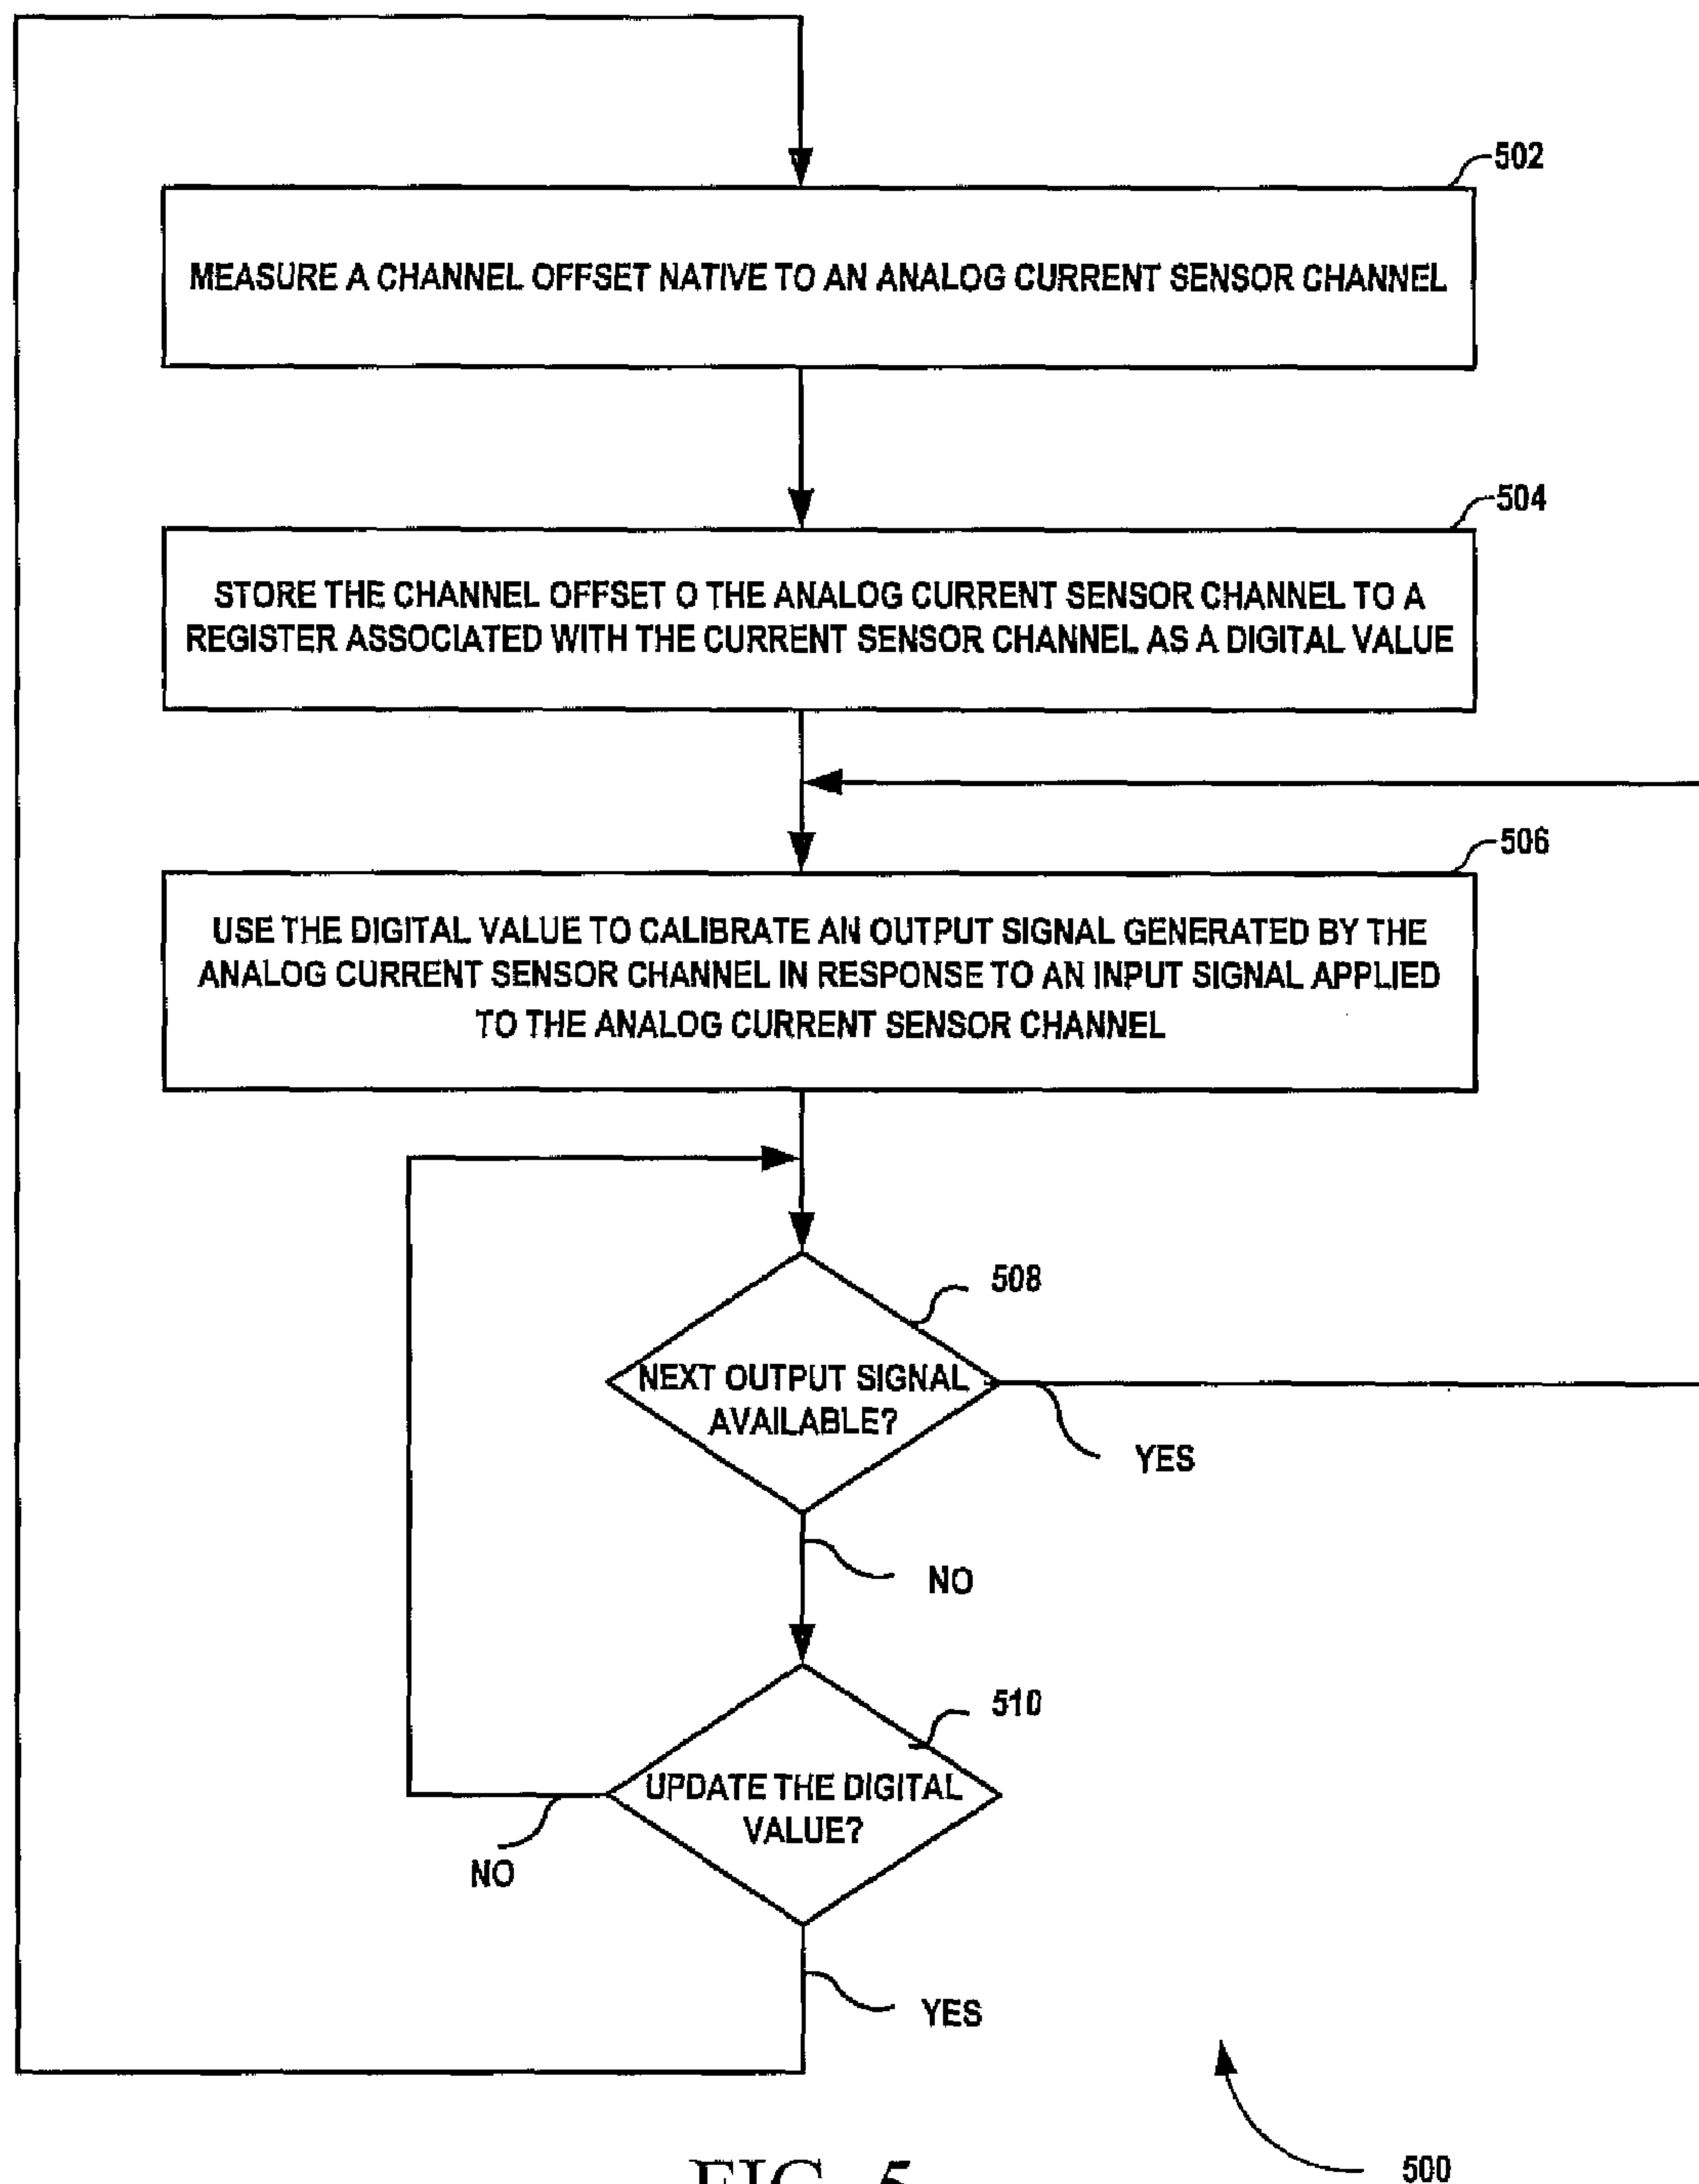 502
MEASURE A CHANNEL OFFSET NATIVE TO AN ANALOG CURRENT SENSOR CHANNEL
504
STORE THE CHANNEL OFFSET O THE ANALOG CURRENT SENSOR CHANNEL TO A
REGISTER ASSOCIATED WITH THE CURRENT SENSOR CHANNEL AS A DIGITAL VALUE
506
USE THE DIGITAL VALUE TO CALIBRATE AN OUTPUT SIGNAL GENERATED BY THE
ANALOG CURRENT SENSOR CHANNEL IN RESPONSE TO AN INPUT SIGNAL APPLIED
TO THE ANALOG CURRENT SENSOR CHANNEL
508
NEXT OUTPUT SIGNAL
AVAILABLE?
YES
NO
510
UPDATE THE DIGITAL
VALUE?
NO
YES
500
FIG. 5